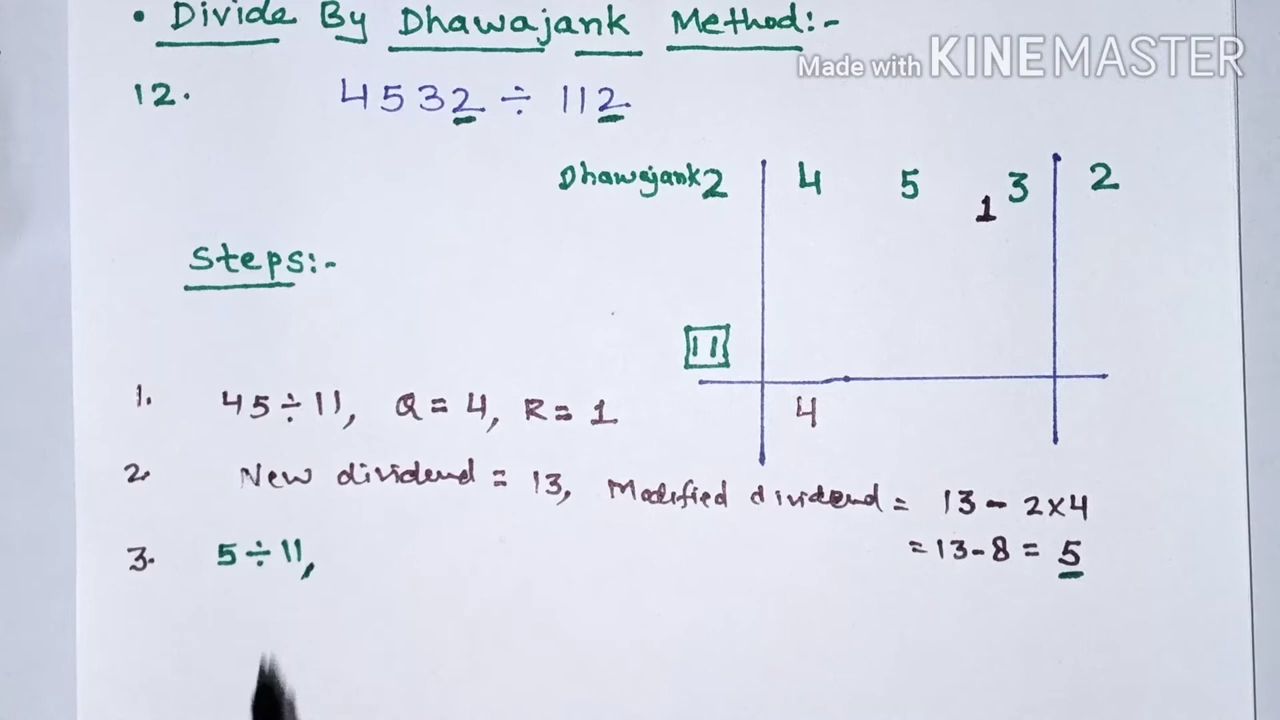 • Divide By Dhawajank Method:-
Made with KINEMASTER
12. 4532 ÷ 112
Dhawajank 2 4 5 1 3 2
Steps:-
11
1. 45÷11, Q = 4, R = 1
4
2. New dividend = 13, Modified dividend = 13 - 2×4
= 13-8 = 5
3. 5÷11,